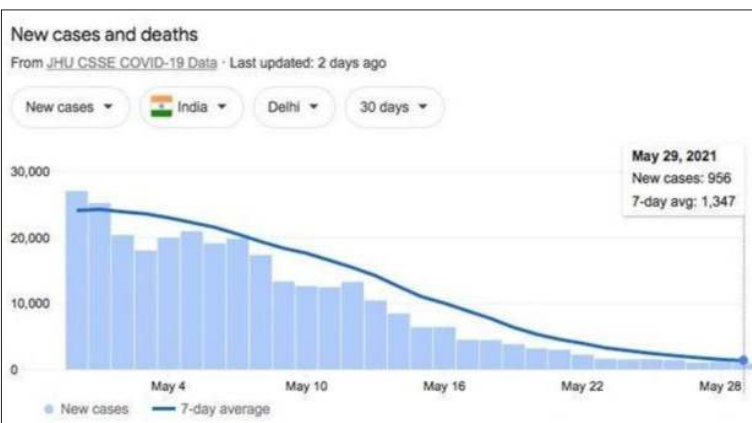 New cases and deaths
From JHU CSSE COVID-19 Data · Last updated: 2 days ago
New cases India Delhi 30 days
May 29, 2021
New cases: 956
7-day avg: 1,347
30,000
20,000
10,000
0
May 4 May 10 May 16 May 22 May 28
New cases 7-day average